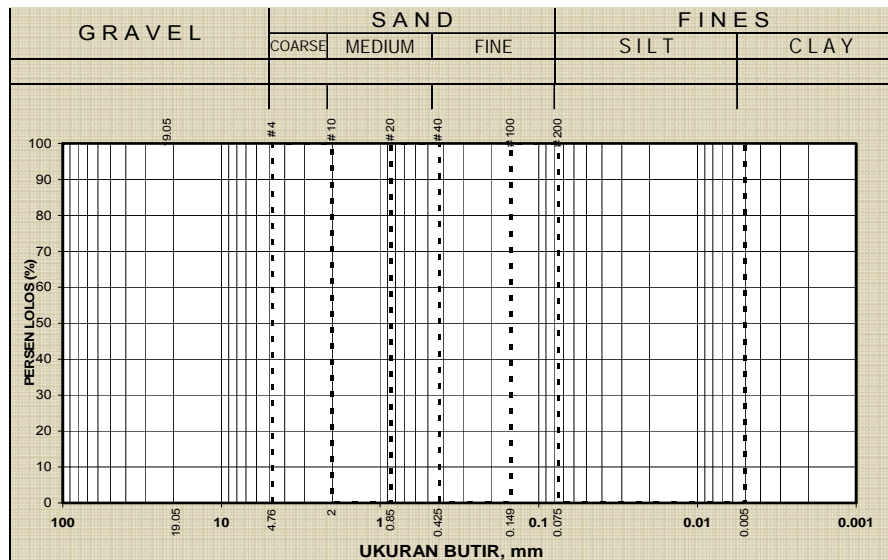 GRAVEL SAND FINES
COARSE MEDIUM FINE SILT CLAY
19.05 #4 #10 #20 #40 #100 #200
100
90
80
70
60
50
40
30
20
10
0
PERSEN LOLOS (%)
100 10 1 0.1 0.01 0.001
19.05 4.76 2 0.85 0.425 0.149 0.075 0.005
UKURAN BUTIR, mm